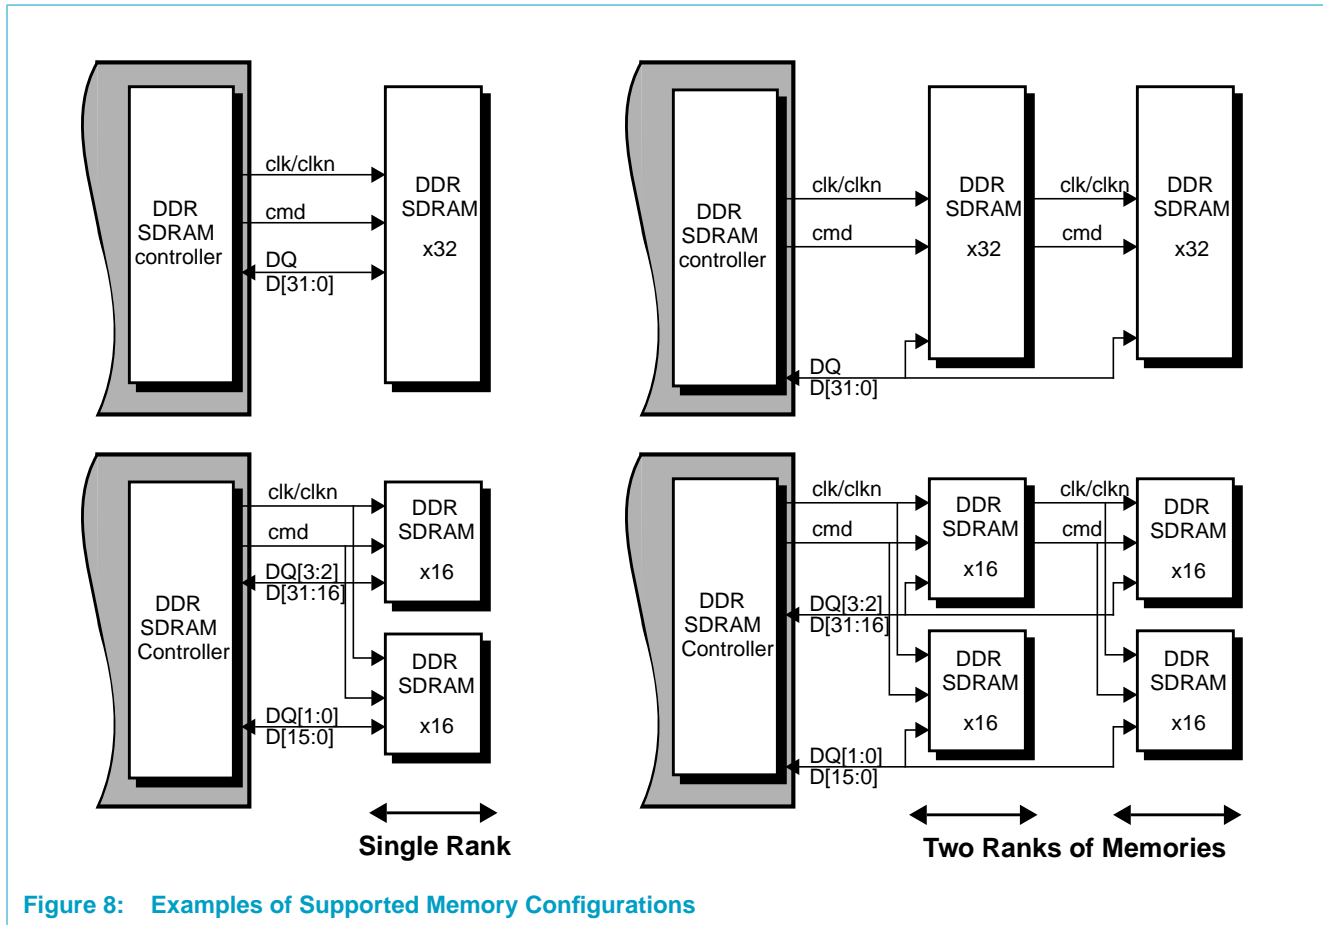 clk/clkn
cmd
DQ
D[31:0]
DDR
SDRAM
controller
DDR
SDRAM
x32
clk/clkn
cmd
DQ
D[31:0]
DDR
SDRAM
controller
DDR
SDRAM
x32
clk/clkn
cmd
DDR
SDRAM
x32
clk/clkn
cmd
DQ[3:2]
D[31:16]
DQ[1:0]
D[15:0]
DDR
SDRAM
Controller
DDR
SDRAM
x16
DDR
SDRAM
x16
Single Rank
clk/clkn
cmd
DQ[3:2]
D[31:16]
DQ[1:0]
D[15:0]
DDR
SDRAM
Controller
DDR
SDRAM
x16
DDR
SDRAM
x16
clk/clkn
cmd
DDR
SDRAM
x16
DDR
SDRAM
x16
Two Ranks of Memories
Figure 8: Examples of Supported Memory Configurations